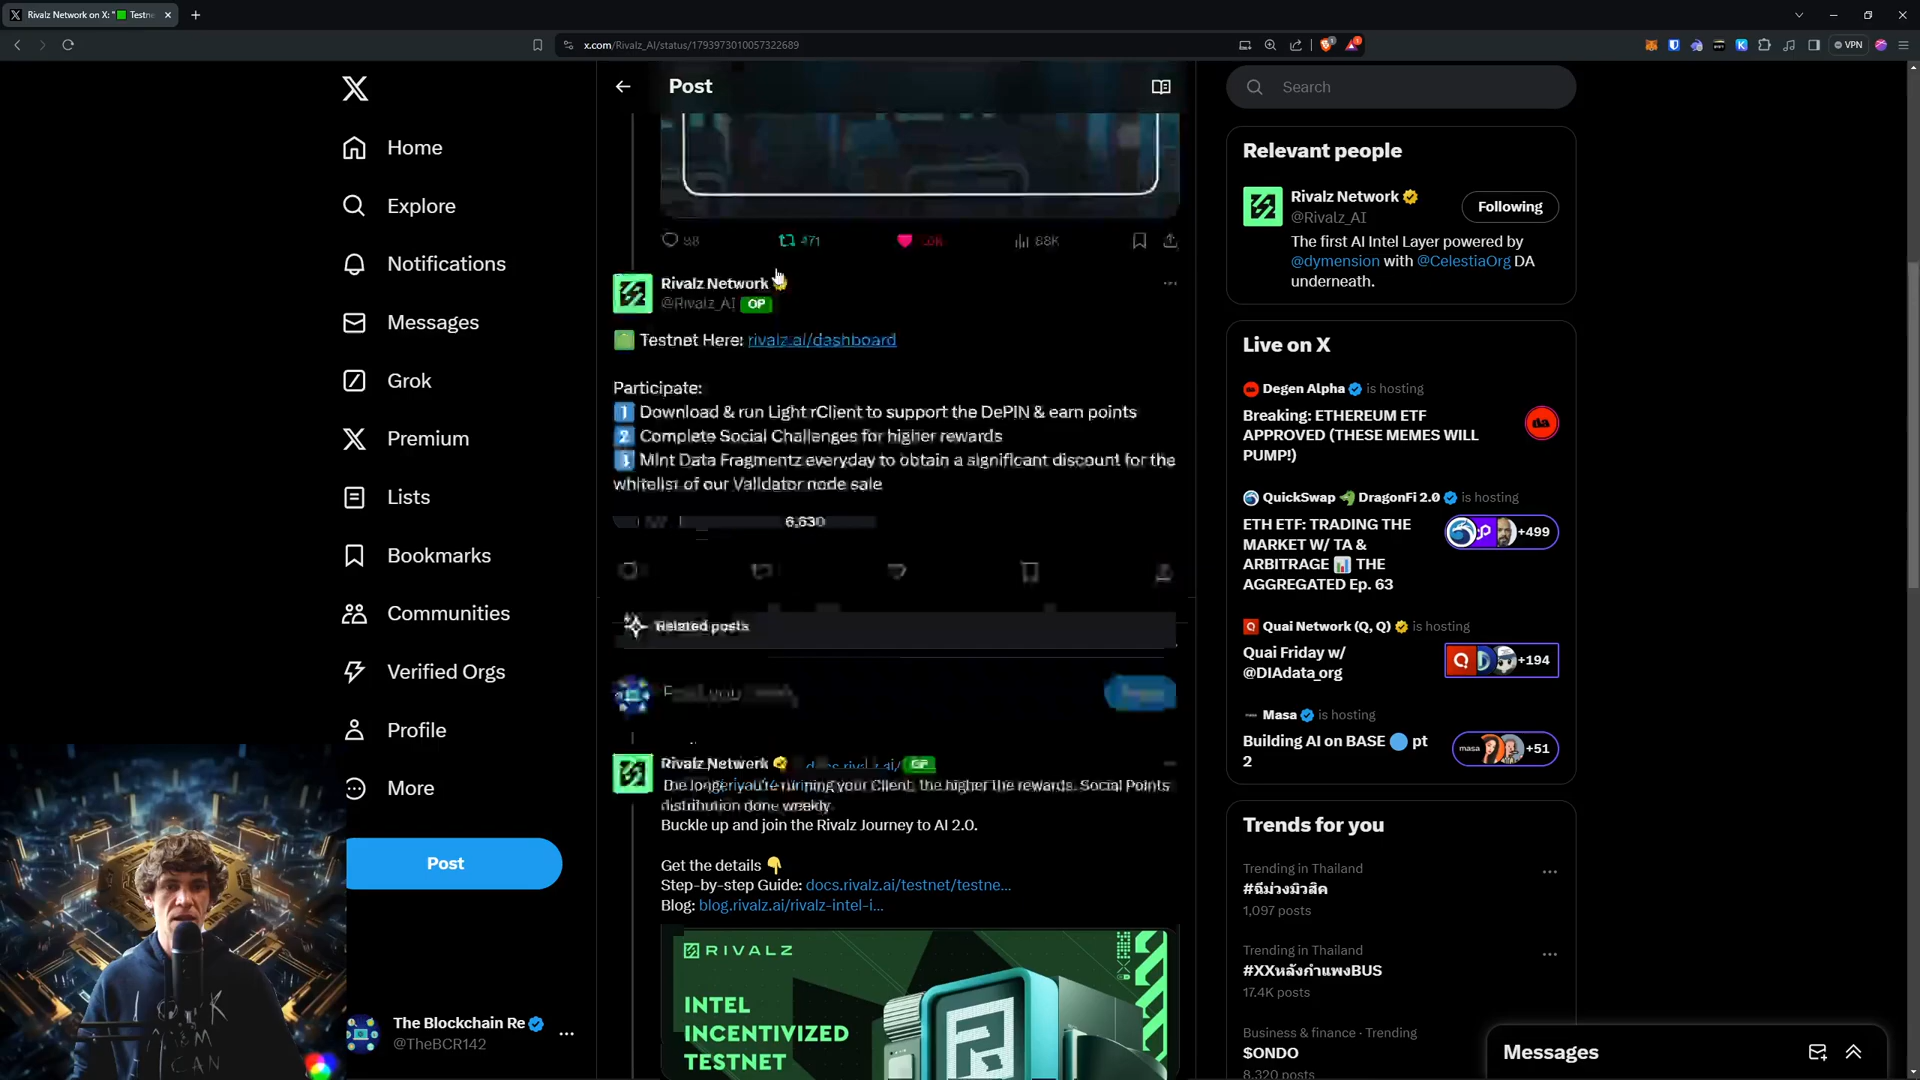 Rivalz Network on X: "🟩 Testne
x.com/Rivalz_AI/status/1793973010057322689
VPN
Home
Explore
Notifications
Messages
Grok
Premium
Lists
Bookmarks
Communities
Verified Orgs
Profile
More
Post
The Blockchain Re
@TheBCR142
Post
98
471
88K
Rivalz Network
@Rivalz_AI OP
Testnet Here: rivalz.ai/dashboard
Participate:
1 Download & run Light rClient to support the DePIN & earn points
2 Complete Social Challenges for higher rewards
Mint Data Fragmentz everyday to obtain a significant discount for the
whitelist of our Validator node sale
6,630
Related posts
Rivalz Network
The longer you're running your Client, the higher the rewards. Social Points
distribution done weekly
Buckle up and join the Rivalz Journey to AI 2.0.
Get the details 👇
Step-by-step Guide: docs.rivalz.ai/testnet/testne...
Blog: blog.rivalz.ai/rivalz-intel-i...
RIVALZ
INTEL
INCENTIVIZED
TESTNET
Search
Relevant people
Rivalz Network
@Rivalz_AI
Following
The first AI Intel Layer powered by
@dymension with @CelestiaOrg DA
underneath.
Live on X
Degen Alpha is hosting
Breaking: ETHEREUM ETF
APPROVED (THESE MEMES WILL
PUMP!)
QuickSwap 🐉 DragonFi 2.0 is hosting
ETH ETF: TRADING THE
MARKET W/ TA &
ARBITRAGE 📊 THE
AGGREGATED Ep. 63
+499
Quai Network (Q, Q) is hosting
Quai Friday w/
@DIAdata_org
+194
Masa is hosting
Building AI on BASE 🔵 pt
2
masa
+51
Trends for you
Trending in Thailand
#ฉีม่วงมิวสิค
1,097 posts
Trending in Thailand
#XXหลังกำแพงBUS
17.4K posts
Business & finance · Trending
$ONDO
8,320 posts
Messages